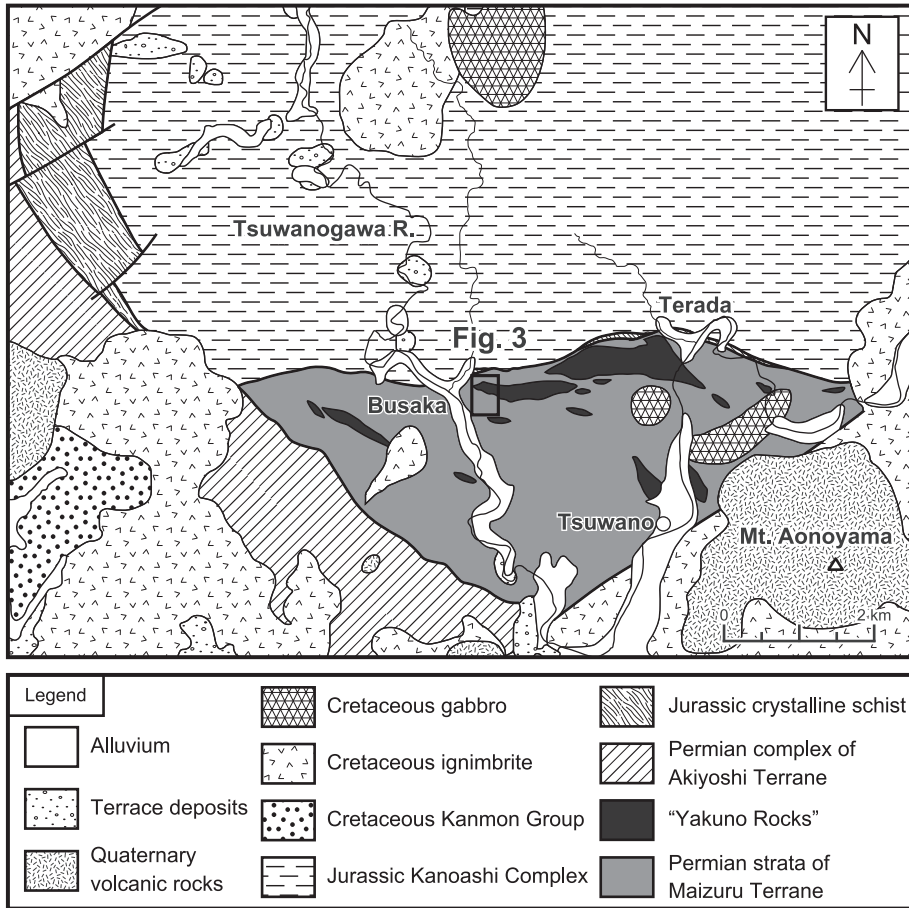 N
Tsuwanogawa R.
Terada
Fig. 3
Busaka
Tsuwano
Mt. Aonoyama
0 2 km
Legend
Alluvium
Terrace deposits
Quaternary
volcanic rocks
Cretaceous gabbro
Cretaceous ignimbrite
Cretaceous Kanmon Group
Jurassic Kanoashi Complex
Jurassic crystalline schist
Permian complex of
Akiyoshi Terrane
“Yakuno Rocks”
Permian strata of
Maizuru Terrane